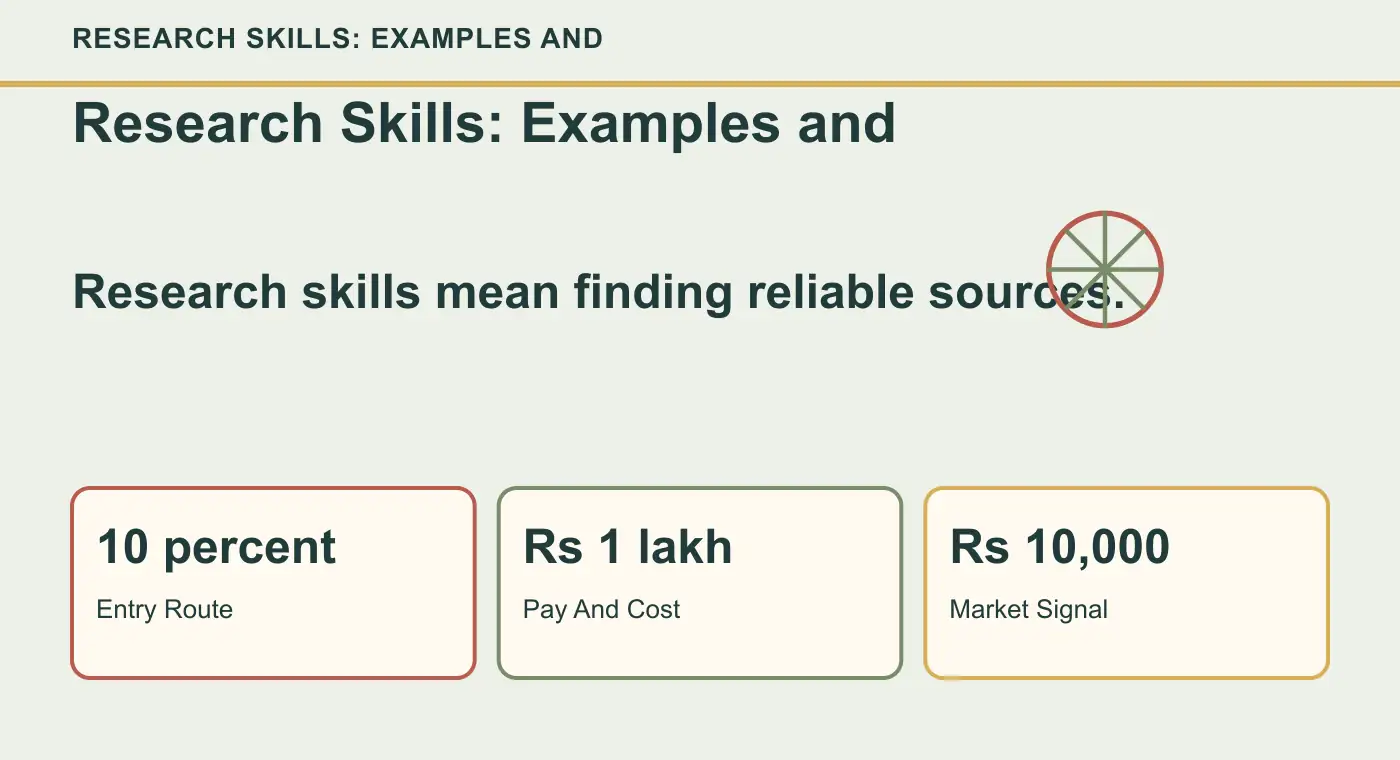 RESEARCH SKILLS: EXAMPLES AND
Research Skills: Examples and
Research skills mean finding reliable sources.
10 percent
Entry Route
Rs 1 lakh
Pay And Cost
Rs 10,000
Market Signal